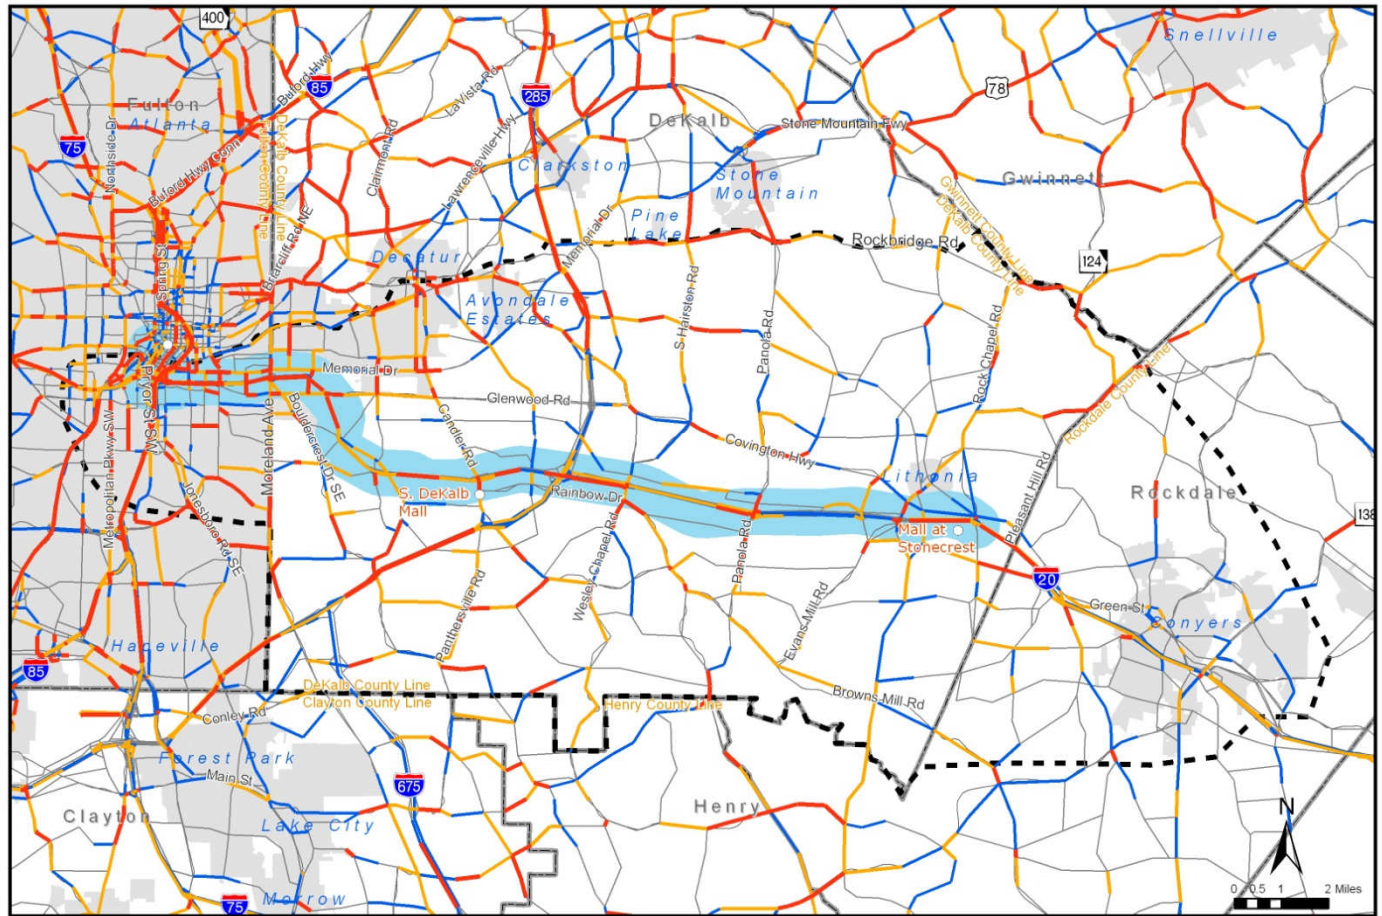 400
Snellville
Buford Hwy
85
LaVista Rd
285
78
Fulton
Atlanta
DeKalb
Stone Mountain Fwy
75
Northside Dr
Buford Hwy Conn
DeKalb County Line
Fulton County Line
Clairmont Rd
Lawrenceville Hwy
Clarkston
Stone
Mountain
Gwinnett
Gwinnett County Line
DeKalb County Line
Pine
Lake
Memorial Dr
Rockbridge Rd
Briarcliff Rd NE
Decatur
124
Spring St
Avondale
Estates
S Hairston Rd
Panola Rd
Rock Chapel Rd
Rockdale County Line
Memorial Dr
Pryor St SW
Glenwood Rd
Metropolitan Pkwy SW
Moreland Ave
Bouldercrest Dr SE
Candler Rd
Covington Hwy
Lithonia
Pleasant Hill Rd
Rockdale
S. DeKalb
Mall
Rainbow Dr
138
Jonesboro Rd SE
Panola Rd
Mall at
Stonecrest
Wesley Chapel Rd
20
Panthersville Rd
Evans Mill Rd
Green St
Conyers
Hapeville
85
DeKalb County Line
Clayton County Line
Henry County Line
Browns Mill Rd
Conley Rd
Forest Park
Main St
675
Clayton
Henry
N
Lake City
0 0.5 1 2 Miles
Morrow
75